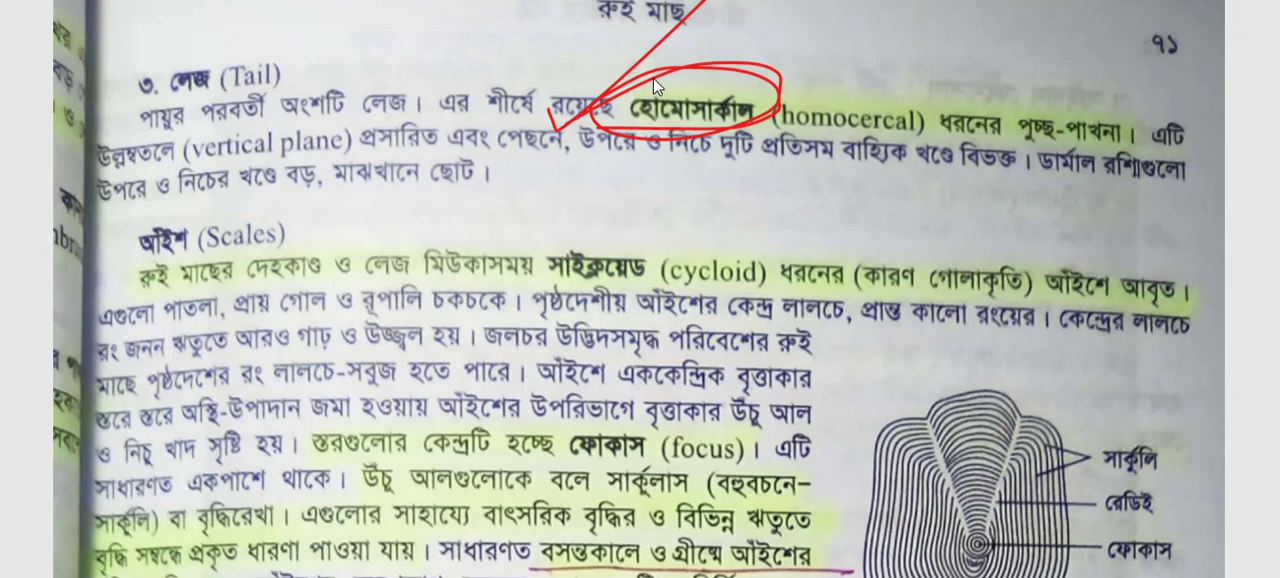 রুই মাছ
৭১
৩. লেজ (Tail)
পায়ুর পরবর্তী অংশটি লেজ। এর শীর্ষে রয়েছে হোমোসার্কাল (homocercal) ধরনের পুচ্ছ-পাখনা। এটি
উল্লম্বতলে (vertical plane) প্রসারিত এবং পেছনে, উপরে ও নিচে দুটি প্রতিসম বাহ্যিক খণ্ডে বিভক্ত। ডার্মাল রশ্মিগুলো
উপরে ও নিচের খণ্ডে বড়, মাঝখানে ছোট।
আঁইশ (Scales)
রুই মাছের দেহকাণ্ড ও লেজ মিউকাসময় সাইক্লয়েড (cycloid) ধরনের (কারণ গোলাকৃতি) আঁইশে আবৃত।
এগুলো পাতলা, প্রায় গোল ও রূপালি চকচকে। পৃষ্ঠদেশীয় আঁইশের কেন্দ্র লালচে, প্রান্ত কালো রংয়ের। কেন্দ্রের লালচে
রং জনন ঋতুতে আরও গাঢ় ও উজ্জ্বল হয়। জলচর উদ্ভিদসমৃদ্ধ পরিবেশের রুই
মাছে পৃষ্ঠদেশের রং লালচে-সবুজ হতে পারে। আঁইশে এককেন্দ্রিক বৃত্তাকার
স্তরে স্তরে অস্থি-উপাদান জমা হওয়ায় আঁইশের উপরিভাগে বৃত্তাকার উঁচু আল
ও নিচু খাদ সৃষ্টি হয়। স্তরগুলোর কেন্দ্রটি হচ্ছে ফোকাস (focus)। এটি
সাধারণত একপাশে থাকে। উঁচু আলগুলোকে বলে সার্কুলাস (বহুবচনে–
সার্কুলি) বা বৃদ্ধিরেখা। এগুলোর সাহায্যে বাৎসরিক বৃদ্ধির ও বিভিন্ন ঋতুতে
বৃদ্ধি সম্বন্ধে প্রকৃত ধারণা পাওয়া যায়। সাধারণত বসন্তকালে ও গ্রীষ্মে আঁইশের
সার্কুলি
রেডিই
ফোকাস